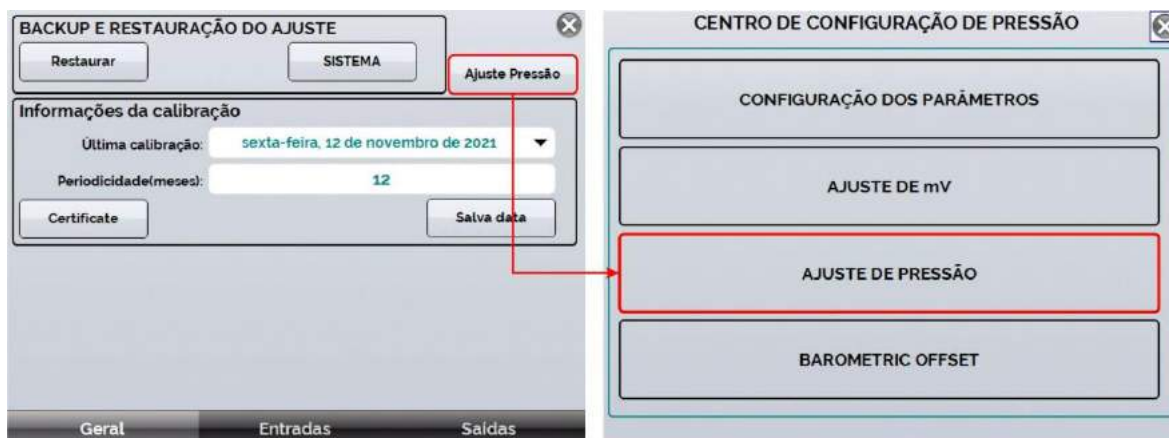 BACKUP E RESTAURAÇÃO DO AJUSTE
Restaurar
SISTEMA
Ajuste Pressão
Informações da calibração
Última calibração:
sexta-feira, 12 de novembro de 2021
Periodicidade(meses):
12
Certificate
Salva data
Geral
Entradas
Saídas
CENTRO DE CONFIGURAÇÃO DE PRESSÃO
CONFIGURAÇÃO DOS PARÂMETROS
AJUSTE DE mV
AJUSTE DE PRESSÃO
BAROMETRIC OFFSET